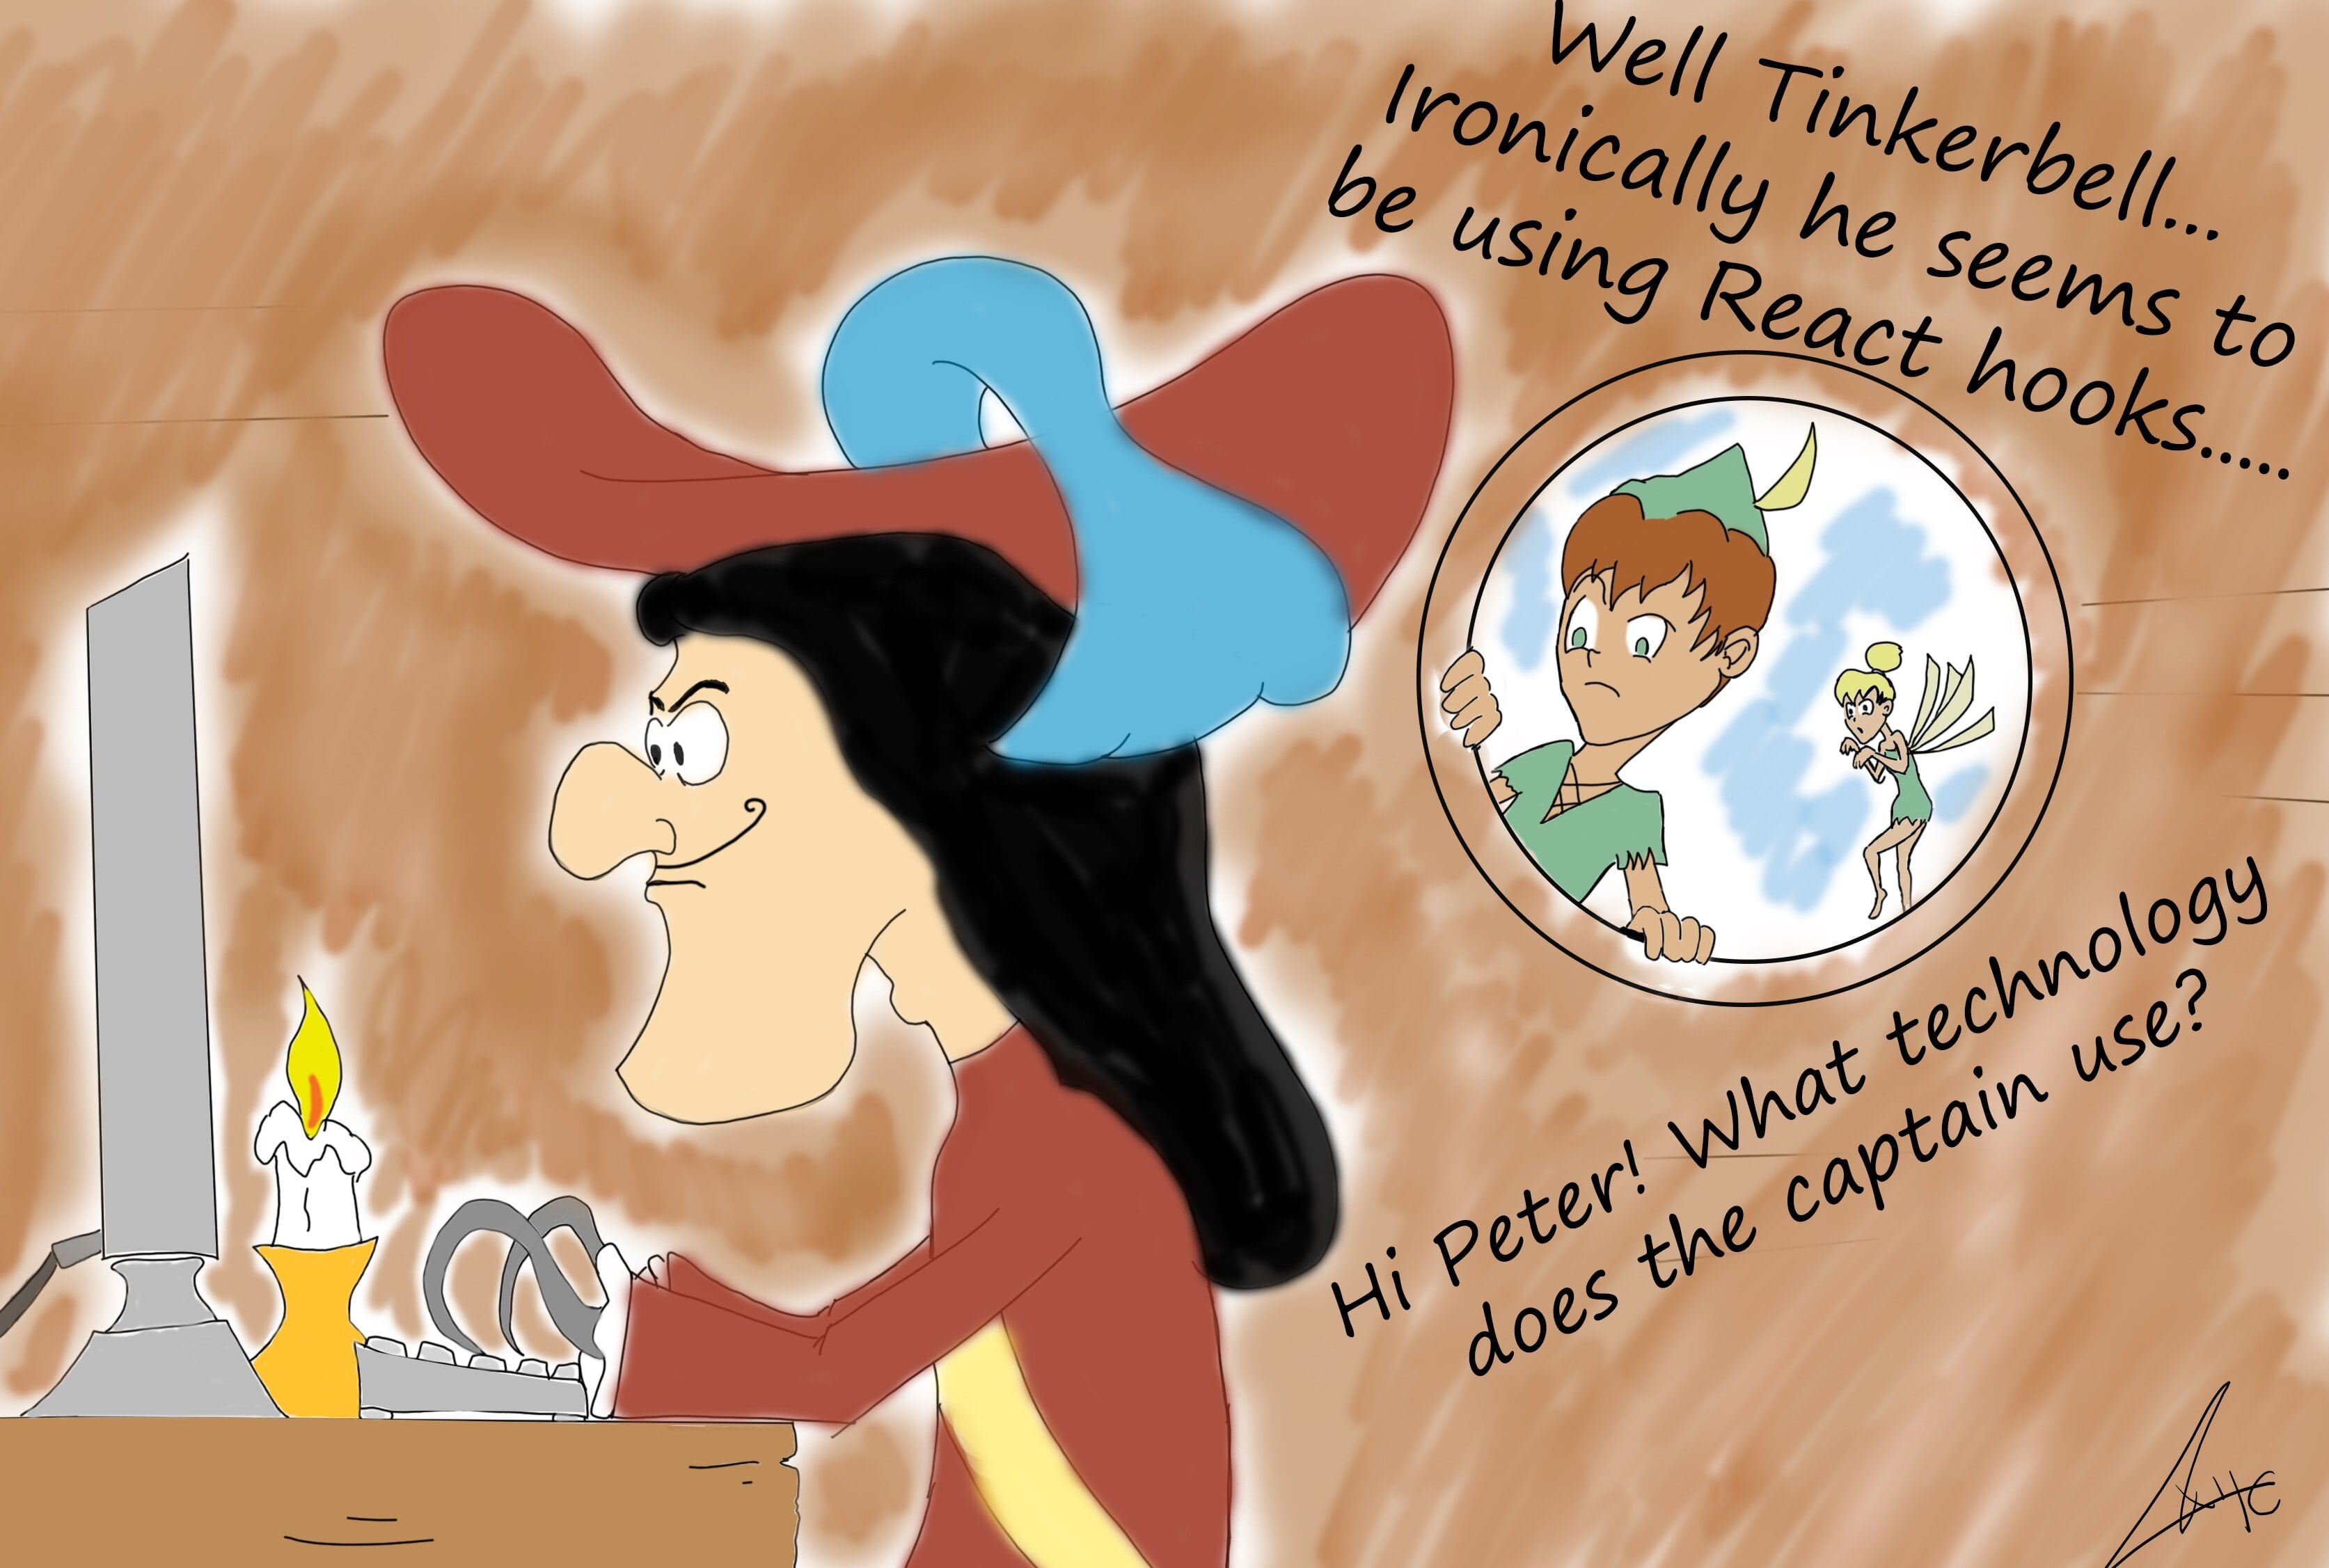 Well Tinkerbell...
Ironically he seems to
be using React hooks.....
Hi Peter! What technology
does the captain use?